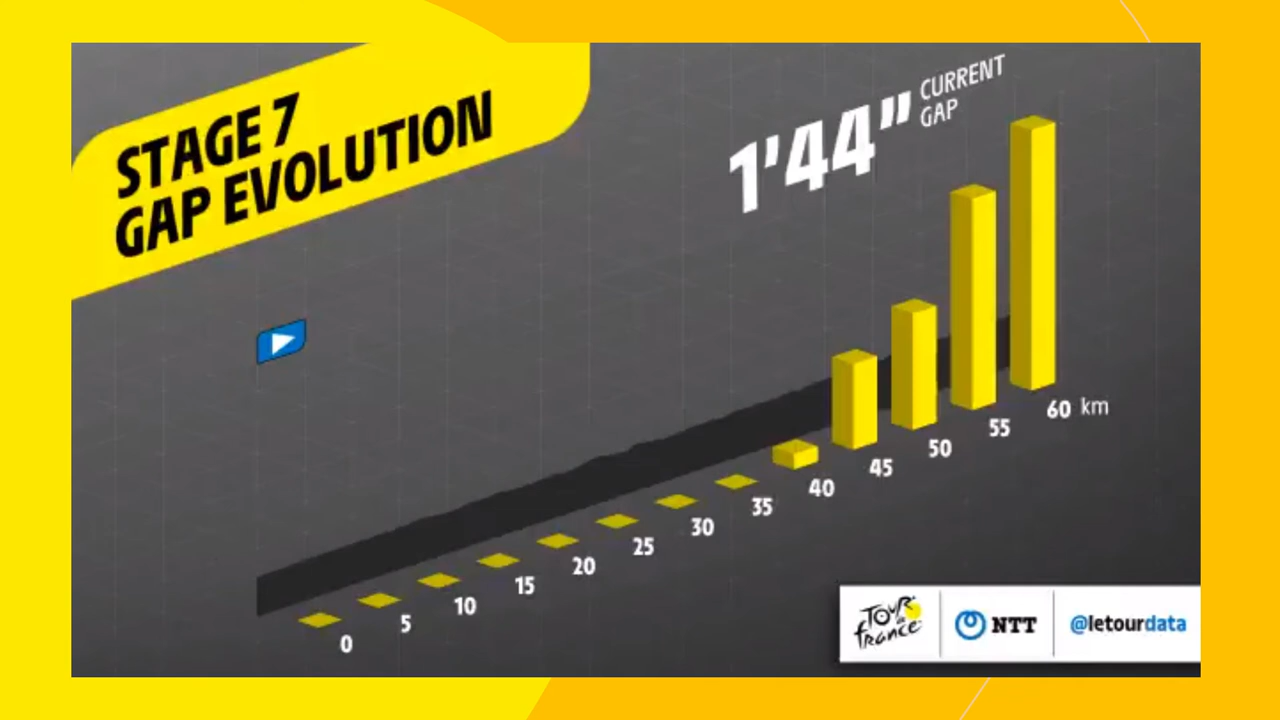 STAGE 7
GAP EVOLUTION
1'44"
CURRENT
GAP
0
5
10
15
20
25
30
35
40
45
50
55
60 km
TOUR
de
france
NTT
@letourdata